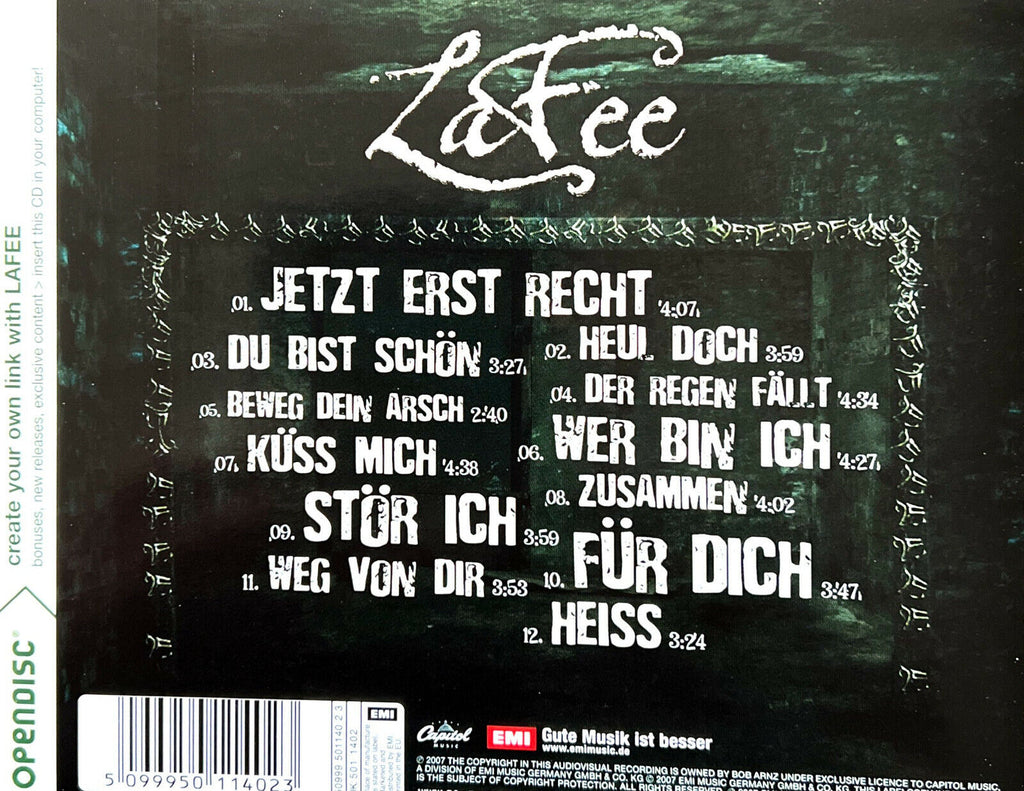 LaFee
01. JETZT ERST RECHT 4:07
02. HEUL DOCH 3:59
03. DU BIST SCHÖN 3:27
04. DER REGEN FÄLLT 4:34
05. BEWEG DEIN ARSCH 2:40
06. WER BIN ICH 4:27
07. KÜSS MICH 4:38
08. ZUSAMMEN 4:02
09. STÖR ICH 3:59
10. FÜR DICH 3:47
11. WEG VON DIR 3:53
12. HEISS 3:24
OPENDISC®
create your own link with LAFEE
bonuses, new releases, exclusive content > insert this CD in your computer!
5 099950 114023
EMI
Capitol
MUSIC
EMI
Gute Musik ist besser
www.emimusic.de
℗ 2007 THE COPYRIGHT IN THIS AUDIOVISUAL RECORDING IS OWNED BY BOB ARNZ UNDER EXCLUSIVE LICENCE TO CAPITOL MUSIC,
A DIVISION OF EMI MUSIC GERMANY GMBH & CO. KG © 2007 EMI MUSIC GERMANY GMBH & CO. KG.
IS THE SUBJECT OF COPYRIGHT PROTECTION. ALL RIGHTS RESERVED.